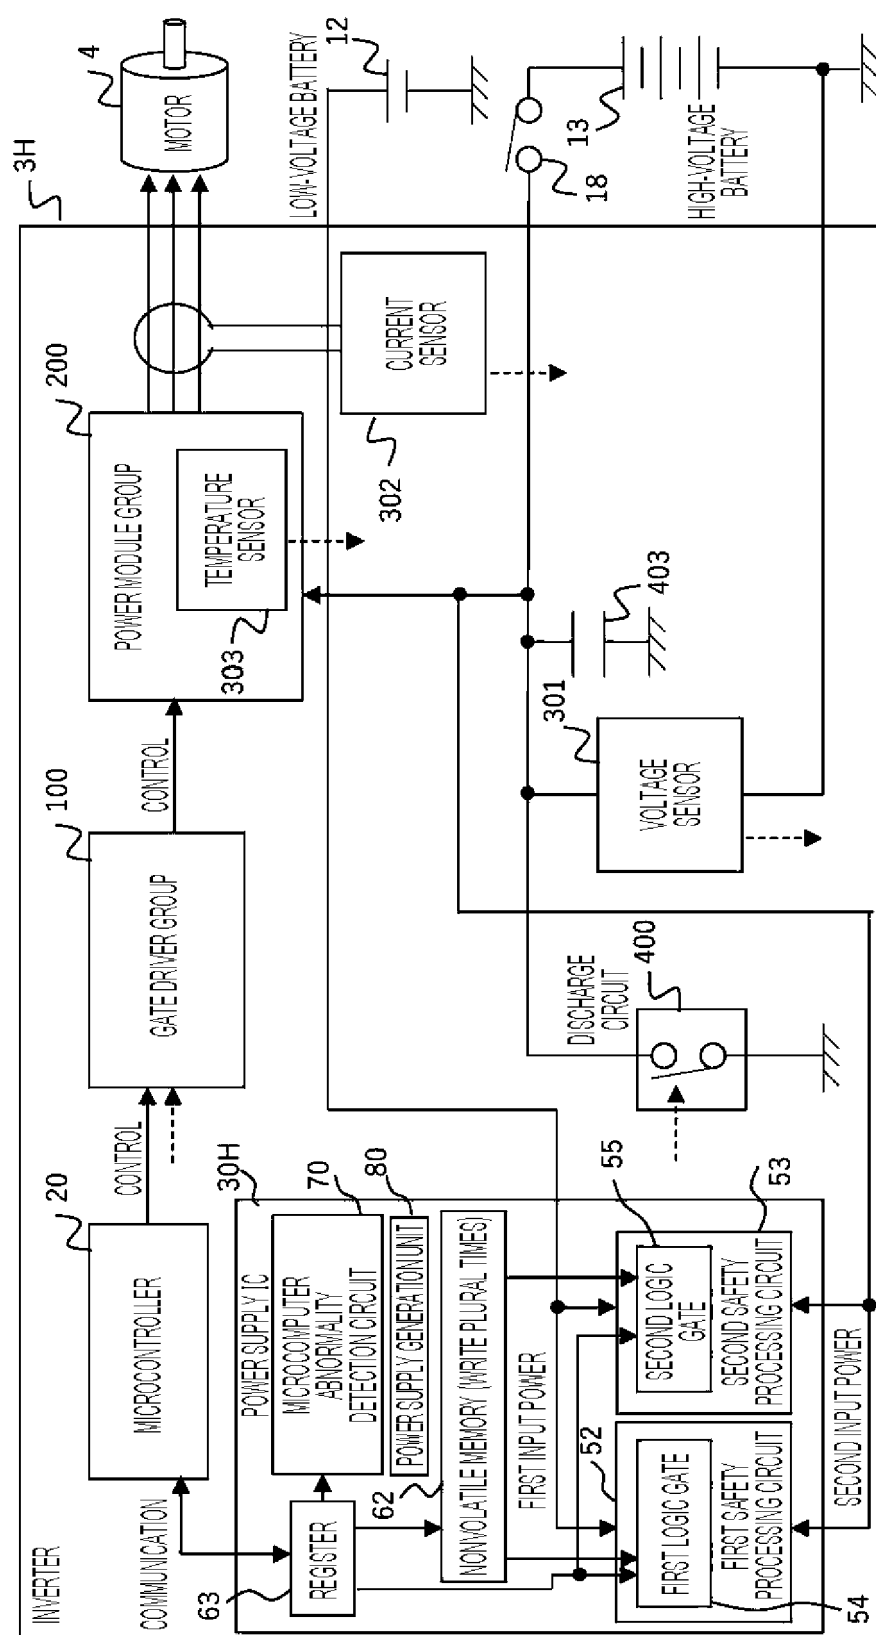 INVERTER
3H
MICROCONTROLLER
20
CONTROL
GATE DRIVER GROUP
100
CONTROL
POWER MODULE GROUP
200
TEMPERATURE
SENSOR
303
MOTOR
4
COMMUNICATION
CURRENT
SENSOR
302
LOW-VOLTAGE BATTERY
12
18
13
HIGH-VOLTAGE
BATTERY
403
301
VOLTAGE
SENSOR
DISCHARGE
CIRCUIT
400
POWER SUPPLY IC
30H
REGISTER
63
MICROCOMPUTER
ABNORMALITY
DETECTION CIRCUIT
70
POWER SUPPLY GENERATION UNIT
80
NONVOLATILE MEMORY (WRITE PLURAL TIMES)
62
FIRST INPUT POWER
52
FIRST LOGIC GATE
54
FIRST SAFETY
PROCESSING CIRCUIT
55
SECOND LOGIC
GATE
SECOND SAFETY
PROCESSING CIRCUIT
53
SECOND INPUT POWER